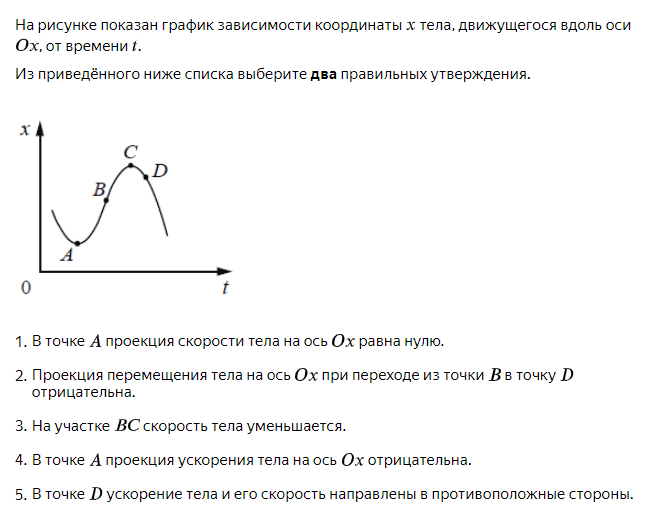 На рисунке показан график зависимости координаты x тела, движущегося вдоль оси
Ox, от времени t.
Из приведённого ниже списка выберите два правильных утверждения.
x
C
D
B
A
0
t
1. В точке A проекция скорости тела на ось Ox равна нулю.
2. Проекция перемещения тела на ось Ox при переходе из точки B в точку D
отрицательна.
3. На участке BC скорость тела уменьшается.
4. В точке A проекция ускорения тела на ось Ox отрицательна.
5. В точке D ускорение тела и его скорость направлены в противоположные стороны.